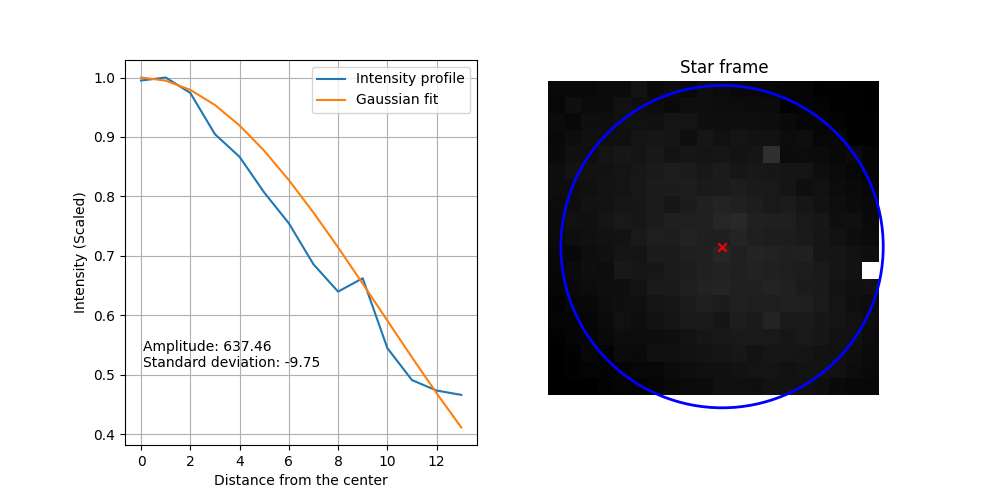 Star frame
1.0
0.9
0.8
0.7
0.6
0.5
0.4
Intensity (Scaled)
Intensity profile
Gaussian fit
Amplitude: 637.46
Standard deviation: -9.75
0 2 4 6 8 10 12
Distance from the center